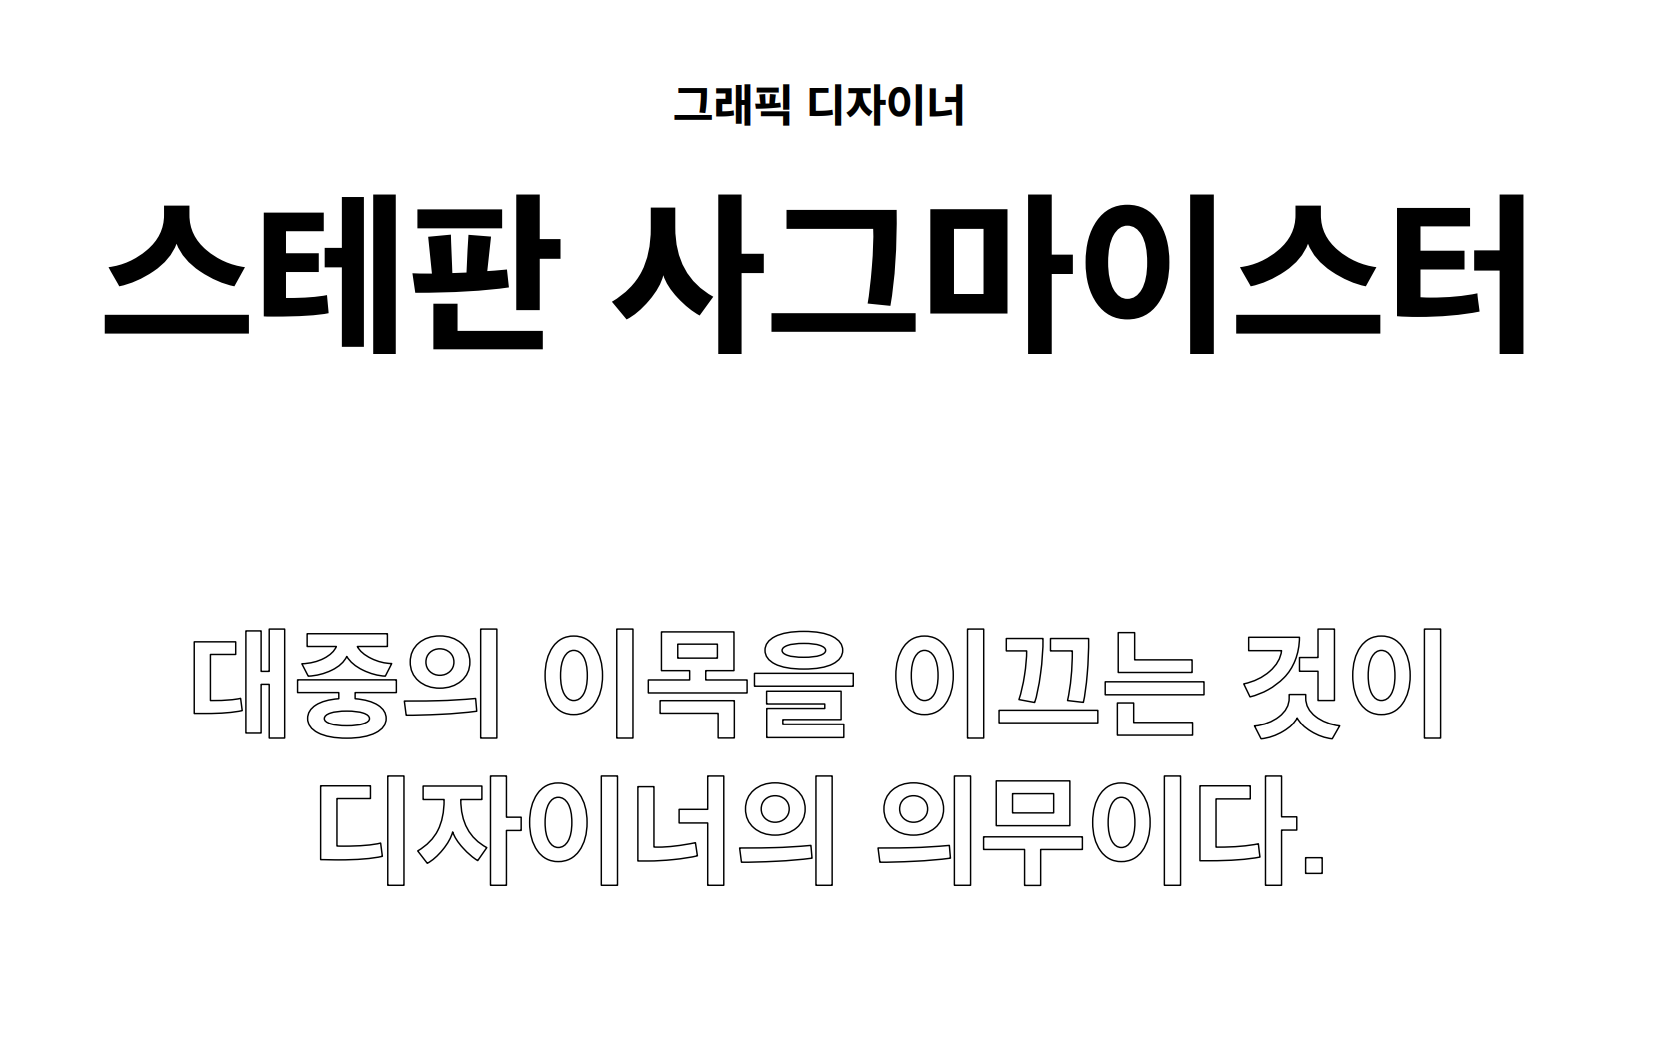 그래픽 디자이너
스테판 사그마이스터
대중의 이목을 이끄는 것이
디자이너의 의무이다.